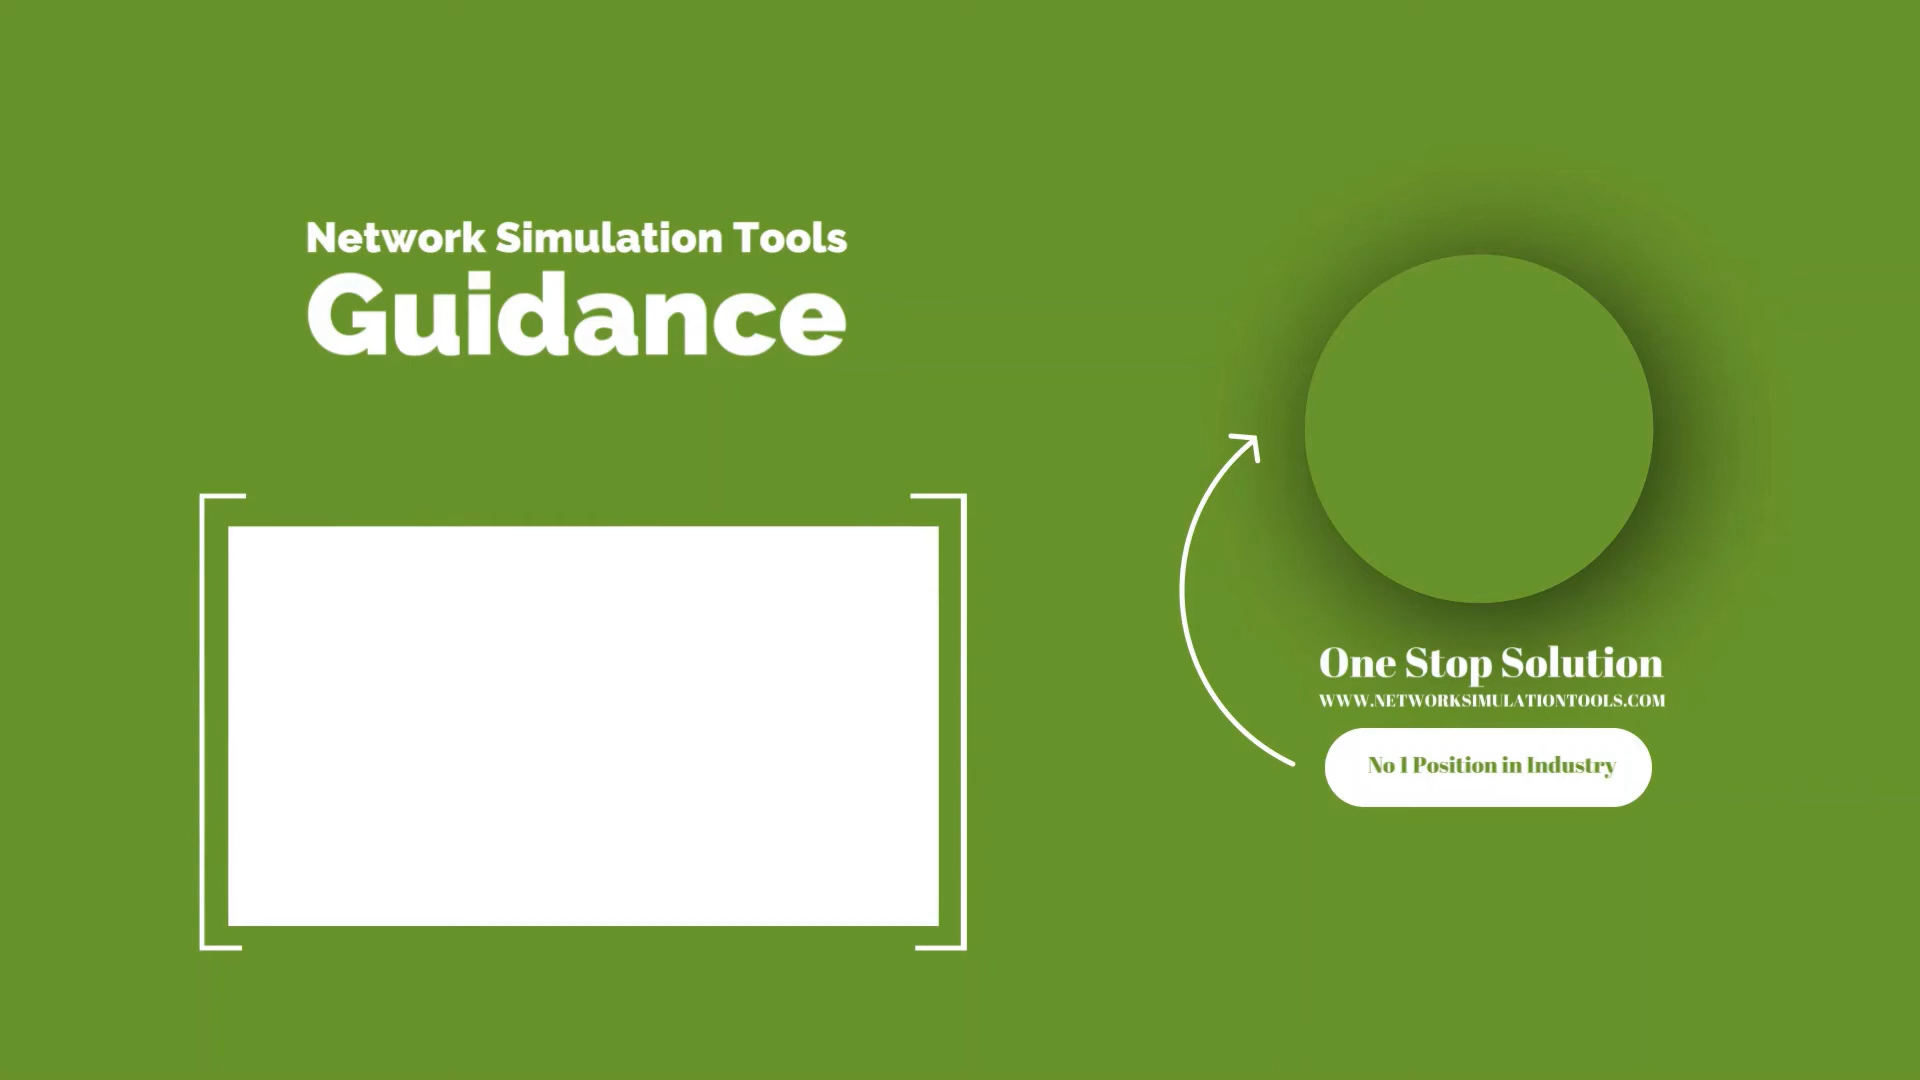 Network Simulation Tools
Guidance
One Stop Solution
WWW.NETWORKSIMULATIONTOOLS.COM
No 1 Position in Industry